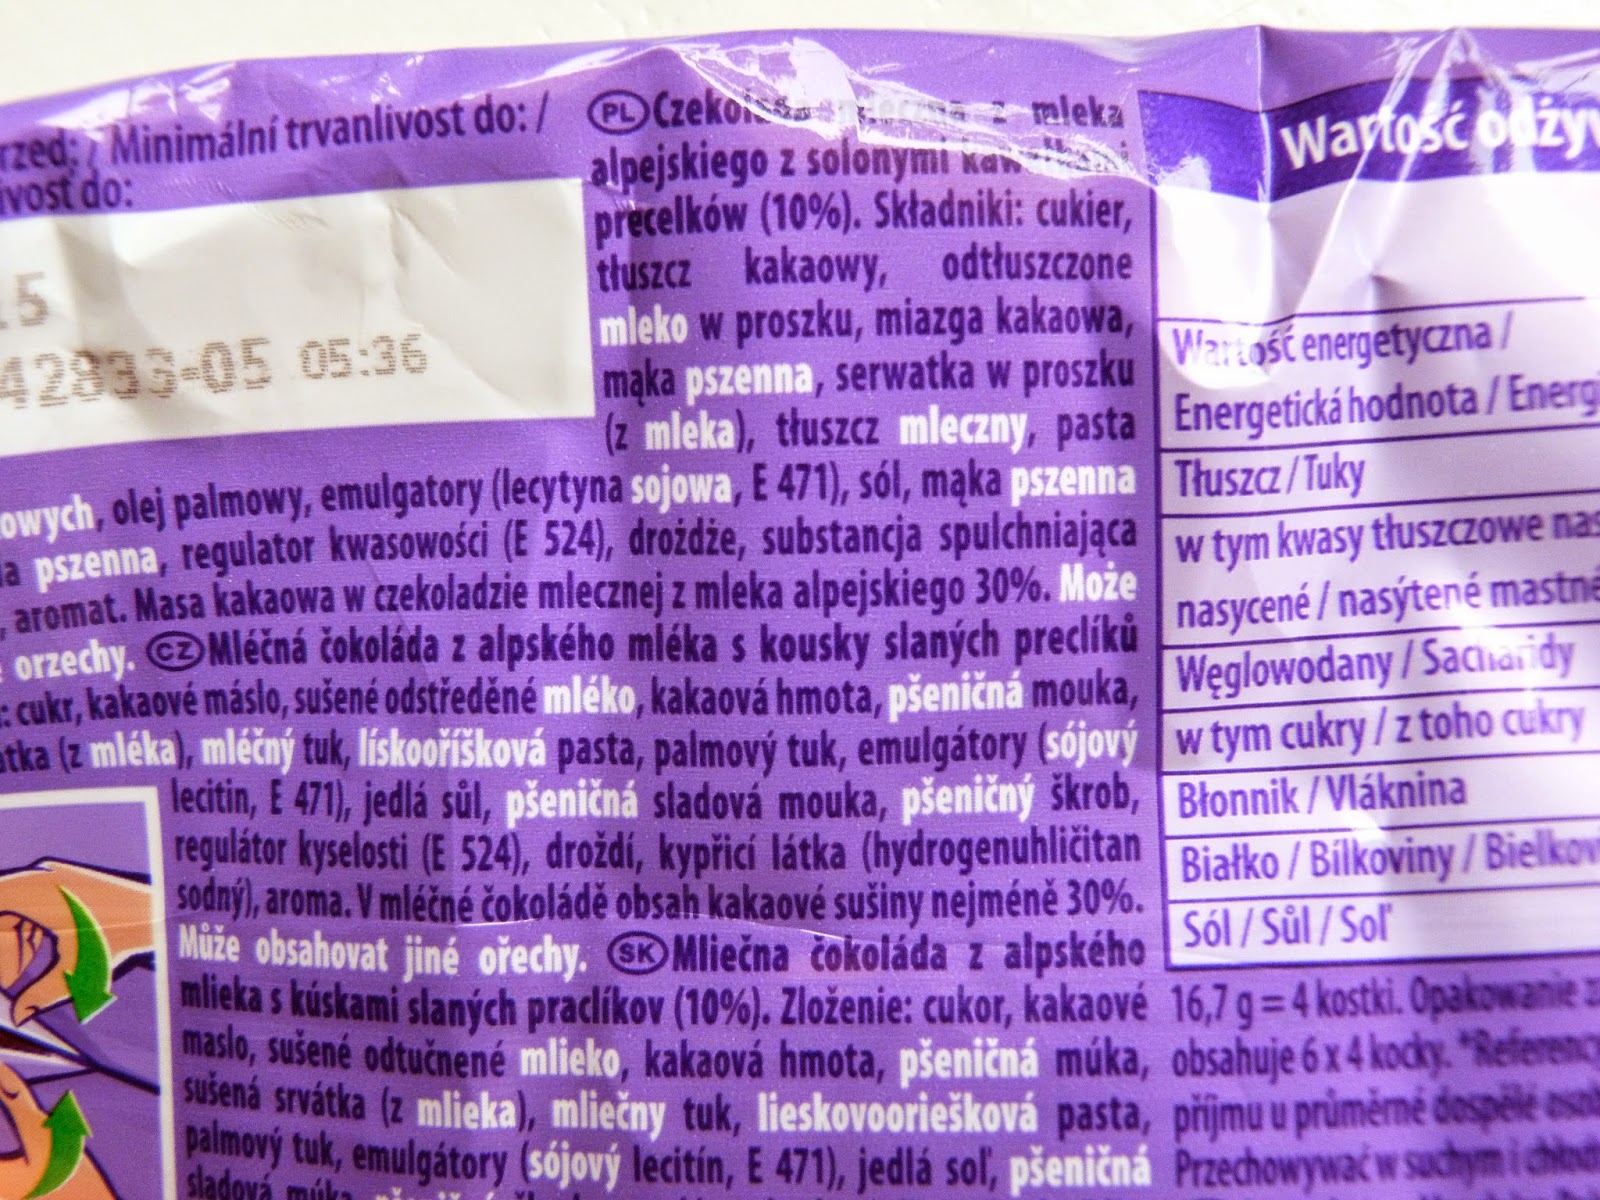 rzed: / Minimální trvanlivost do: /
ivost do:
15
42833-05 05:36
PL Czekolada mleczna z mleka
alpejskiego z solonymi kawałkami
precelków (10%). Składniki: cukier,
tłuszcz kakaowy, odtłuszczone
mleko w proszku, miazga kakaowa,
mąka pszenna, serwatka w proszku
(z mleka), tłuszcz mleczny, pasta
owych, olej palmowy, emulgatory (lecytyna sojowa, E 471), sól, mąka pszenna
ia pszenna, regulator kwasowości (E 524), drożdże, substancja spulchniająca
, aromat. Masa kakaowa w czekoladzie mlecznej z mleka alpejskiego 30%. Może
orzechy. CZ Mléčná čokoláda z alpského mléka s kousky slaných preclíků
: cukr, kakaové máslo, sušené odstředěné mléko, kakaová hmota, pšeničná mouka,
atka (z mléka), mléčný tuk, lískooříšková pasta, palmový tuk, emulgátory (sójový
lecitin, E 471), jedlá sůl, pšeničná sladová mouka, pšeničný škrob,
regulátor kyselosti (E 524), droždí, kypřicí látka (hydrogenuhličitan
sodný), aroma. V mléčné čokoládě obsah kakaové sušiny nejméně 30%.
Může obsahovat jiné ořechy. SK Mliečna čokoláda z alpského
mlieka s kúskami slaných praclíkov (10%). Zloženie: cukor, kakaové
maslo, sušené odtučnené mlieko, kakaová hmota, pšeničná múka,
sušená srvátka (z mlieka), mliečny tuk, lieskovoorieškova pasta,
palmový tuk, emulgátory (sójový lecitín, E 471), jedlá soľ, pšeničná
sladová múka
Wartość odżyw
Wartość energetyczna /
Energetická hodnota / Energ
Tłuszcz / Tuky
w tym kwasy tłuszczowe nas
nasycené / nasýtené mastné
Węglowodany / Sacharidy
w tym cukry / z toho cukry
Błonnik / Vláknina
Białko / Bílkoviny / Bielkov
Sól / Sůl / Soľ
16,7 g = 4 kostki. Opakowanie z
obsahuje 6 x 4 kocky. *Referenc
příjmu u průměrné dospělé osob
Przechowywać w suchym i chłod